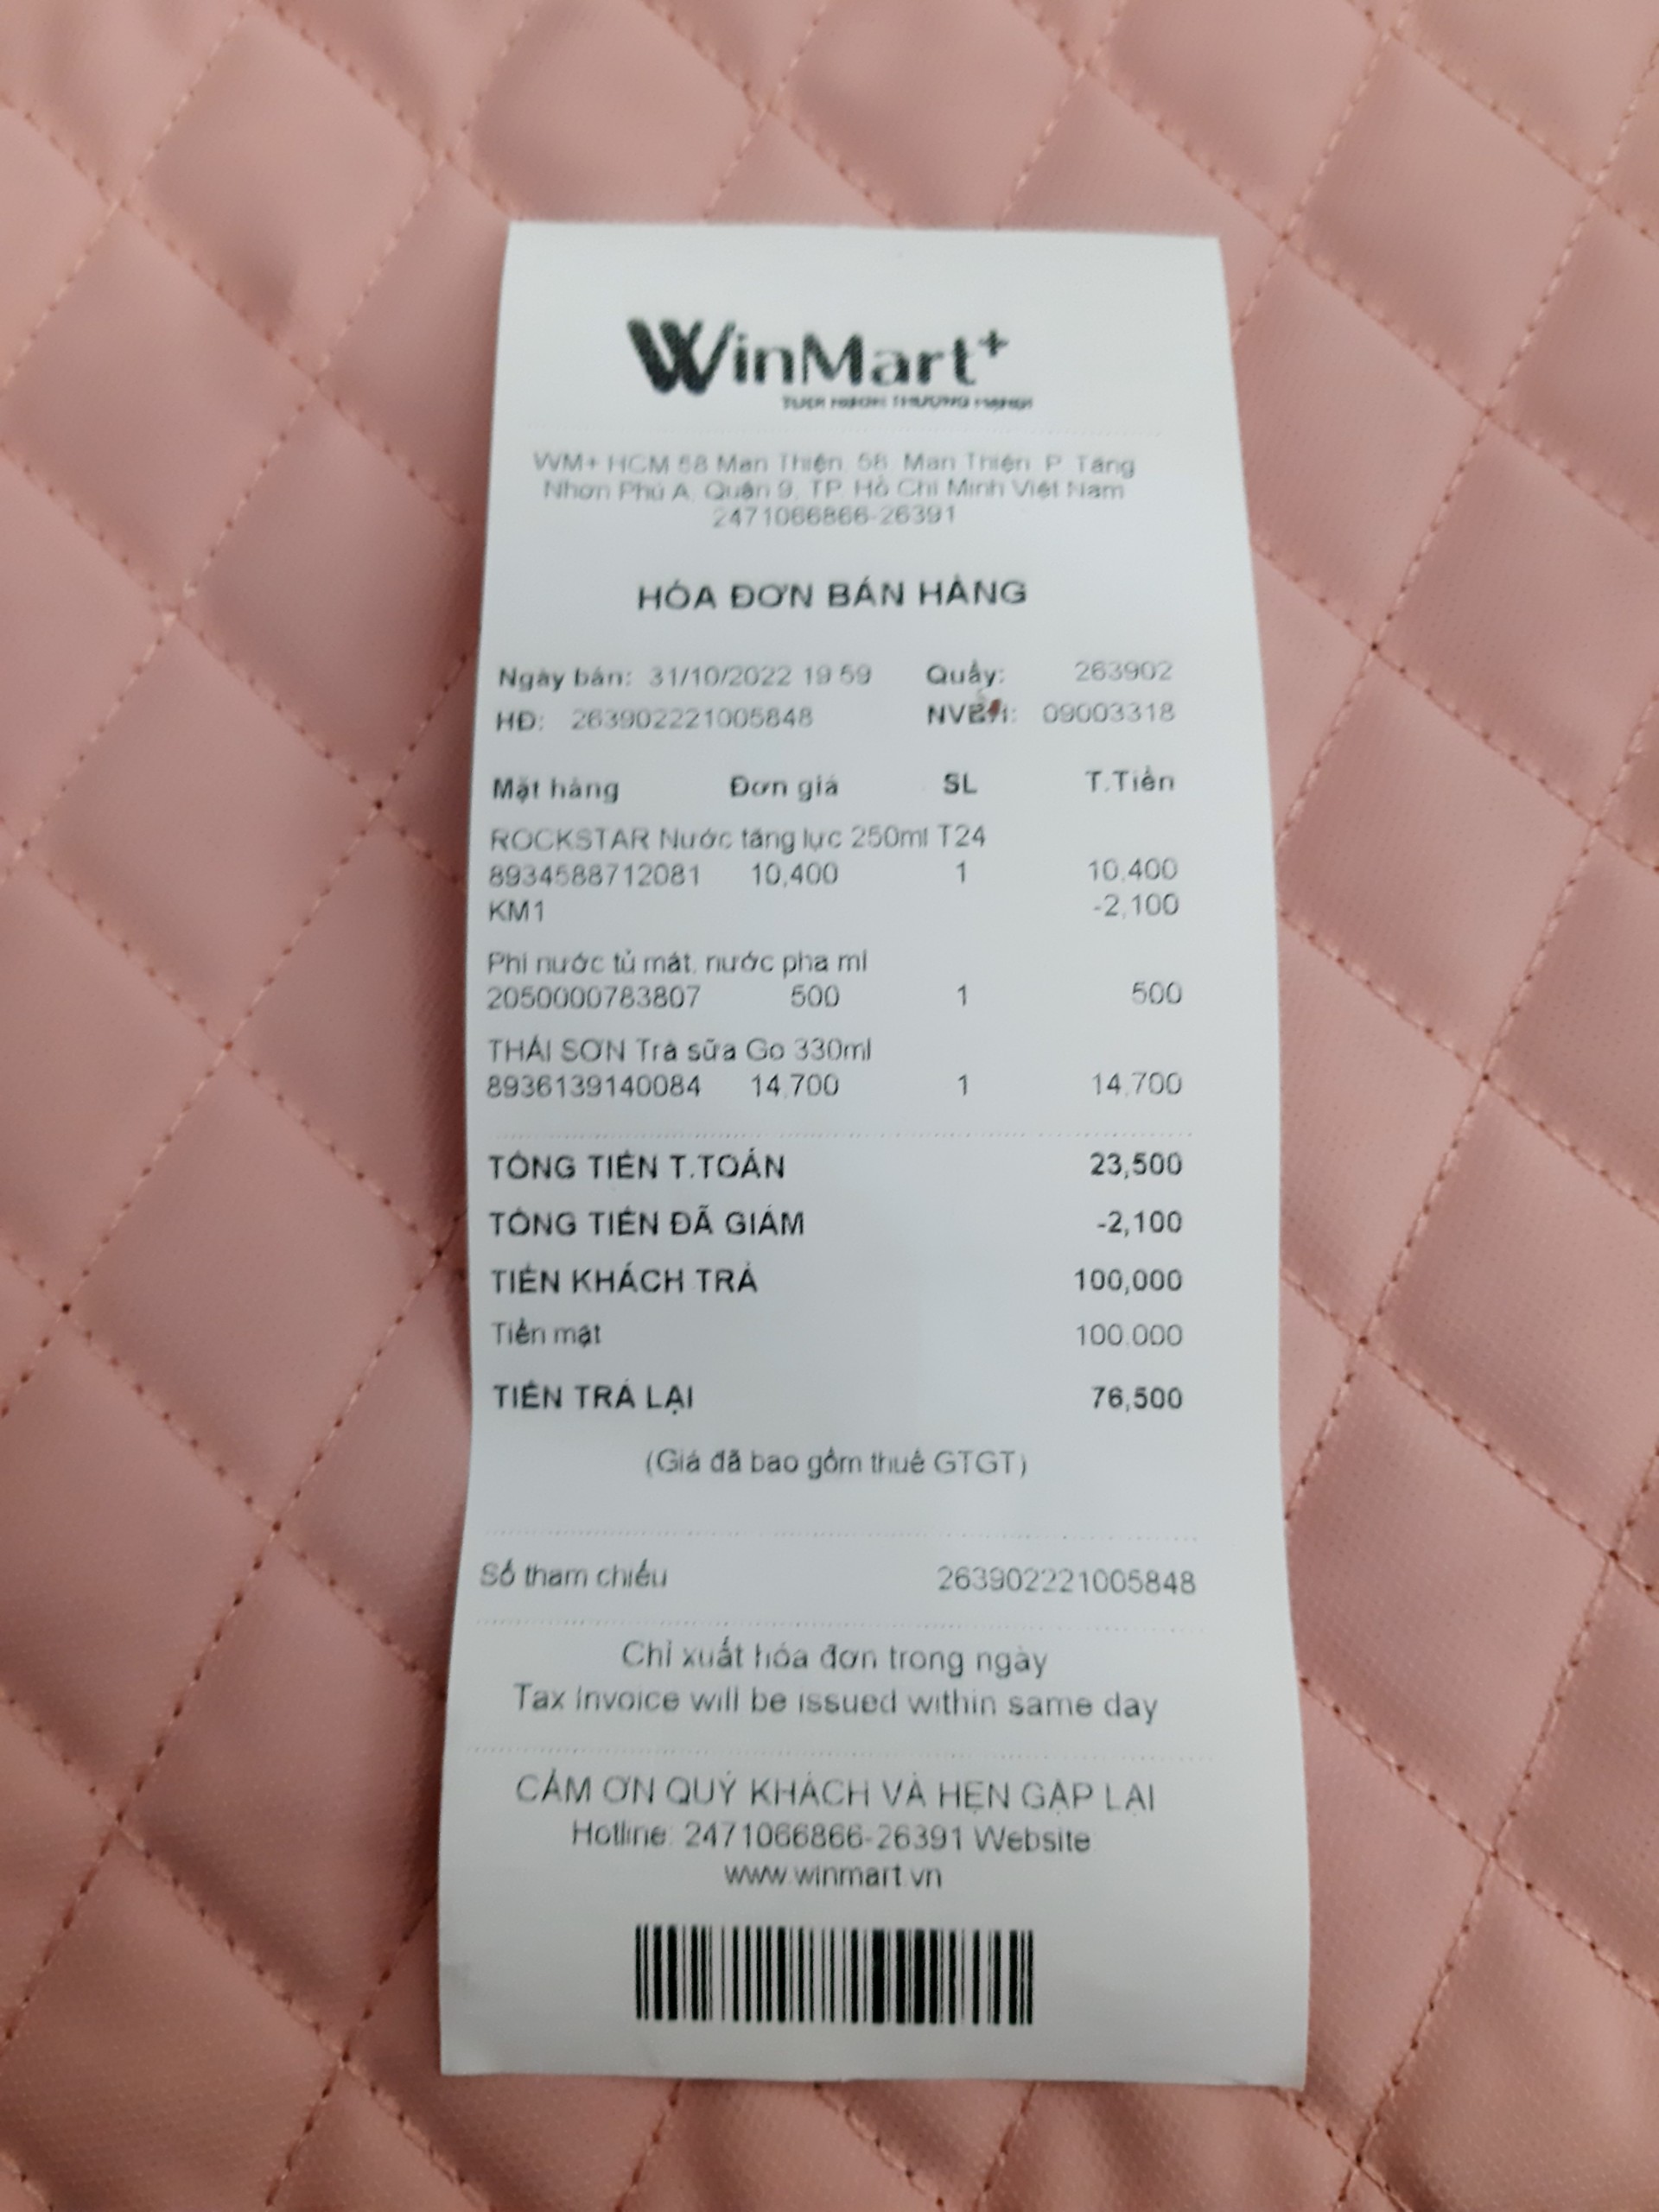 WinMart+
TƯƠI NGON THƯỢNG HẠNG!
WM+ HCM 58 Man Thiện, 58, Man Thiện, P. Tăng
Nhơn Phú A, Quận 9, TP. Hồ Chí Minh Việt Nam
2471066866-26391
HÓA ĐƠN BÁN HÀNG
Ngày bán: 31/10/2022 19:59 Quầy: 263902
HĐ: 263902221005848 NVBH: 09003318
Mặt hàng Đơn giá SL T.Tiền
ROCKSTAR Nước tăng lực 250ml T24
8934588712081 10,400 1 10,400
KM1 -2,100
Phí nước tủ mát, nước pha mì
2050000783807 500 1 500
THÁI SƠN Trà sữa Go 330ml
8936139140084 14,700 1 14,700
TỔNG TIỀN T.TOÁN 23,500
TỔNG TIỀN ĐÃ GIẢM -2,100
TIỀN KHÁCH TRẢ 100,000
Tiền mặt 100,000
TIỀN TRẢ LẠI 76,500
(Giá đã bao gồm thuế GTGT)
Số tham chiếu 263902221005848
Chỉ xuất hóa đơn trong ngày
Tax Invoice will be issued within same day
CẢM ƠN QUÝ KHÁCH VÀ HẸN GẶP LẠI
Hotline: 2471066866-26391 Website
www.winmart.vn